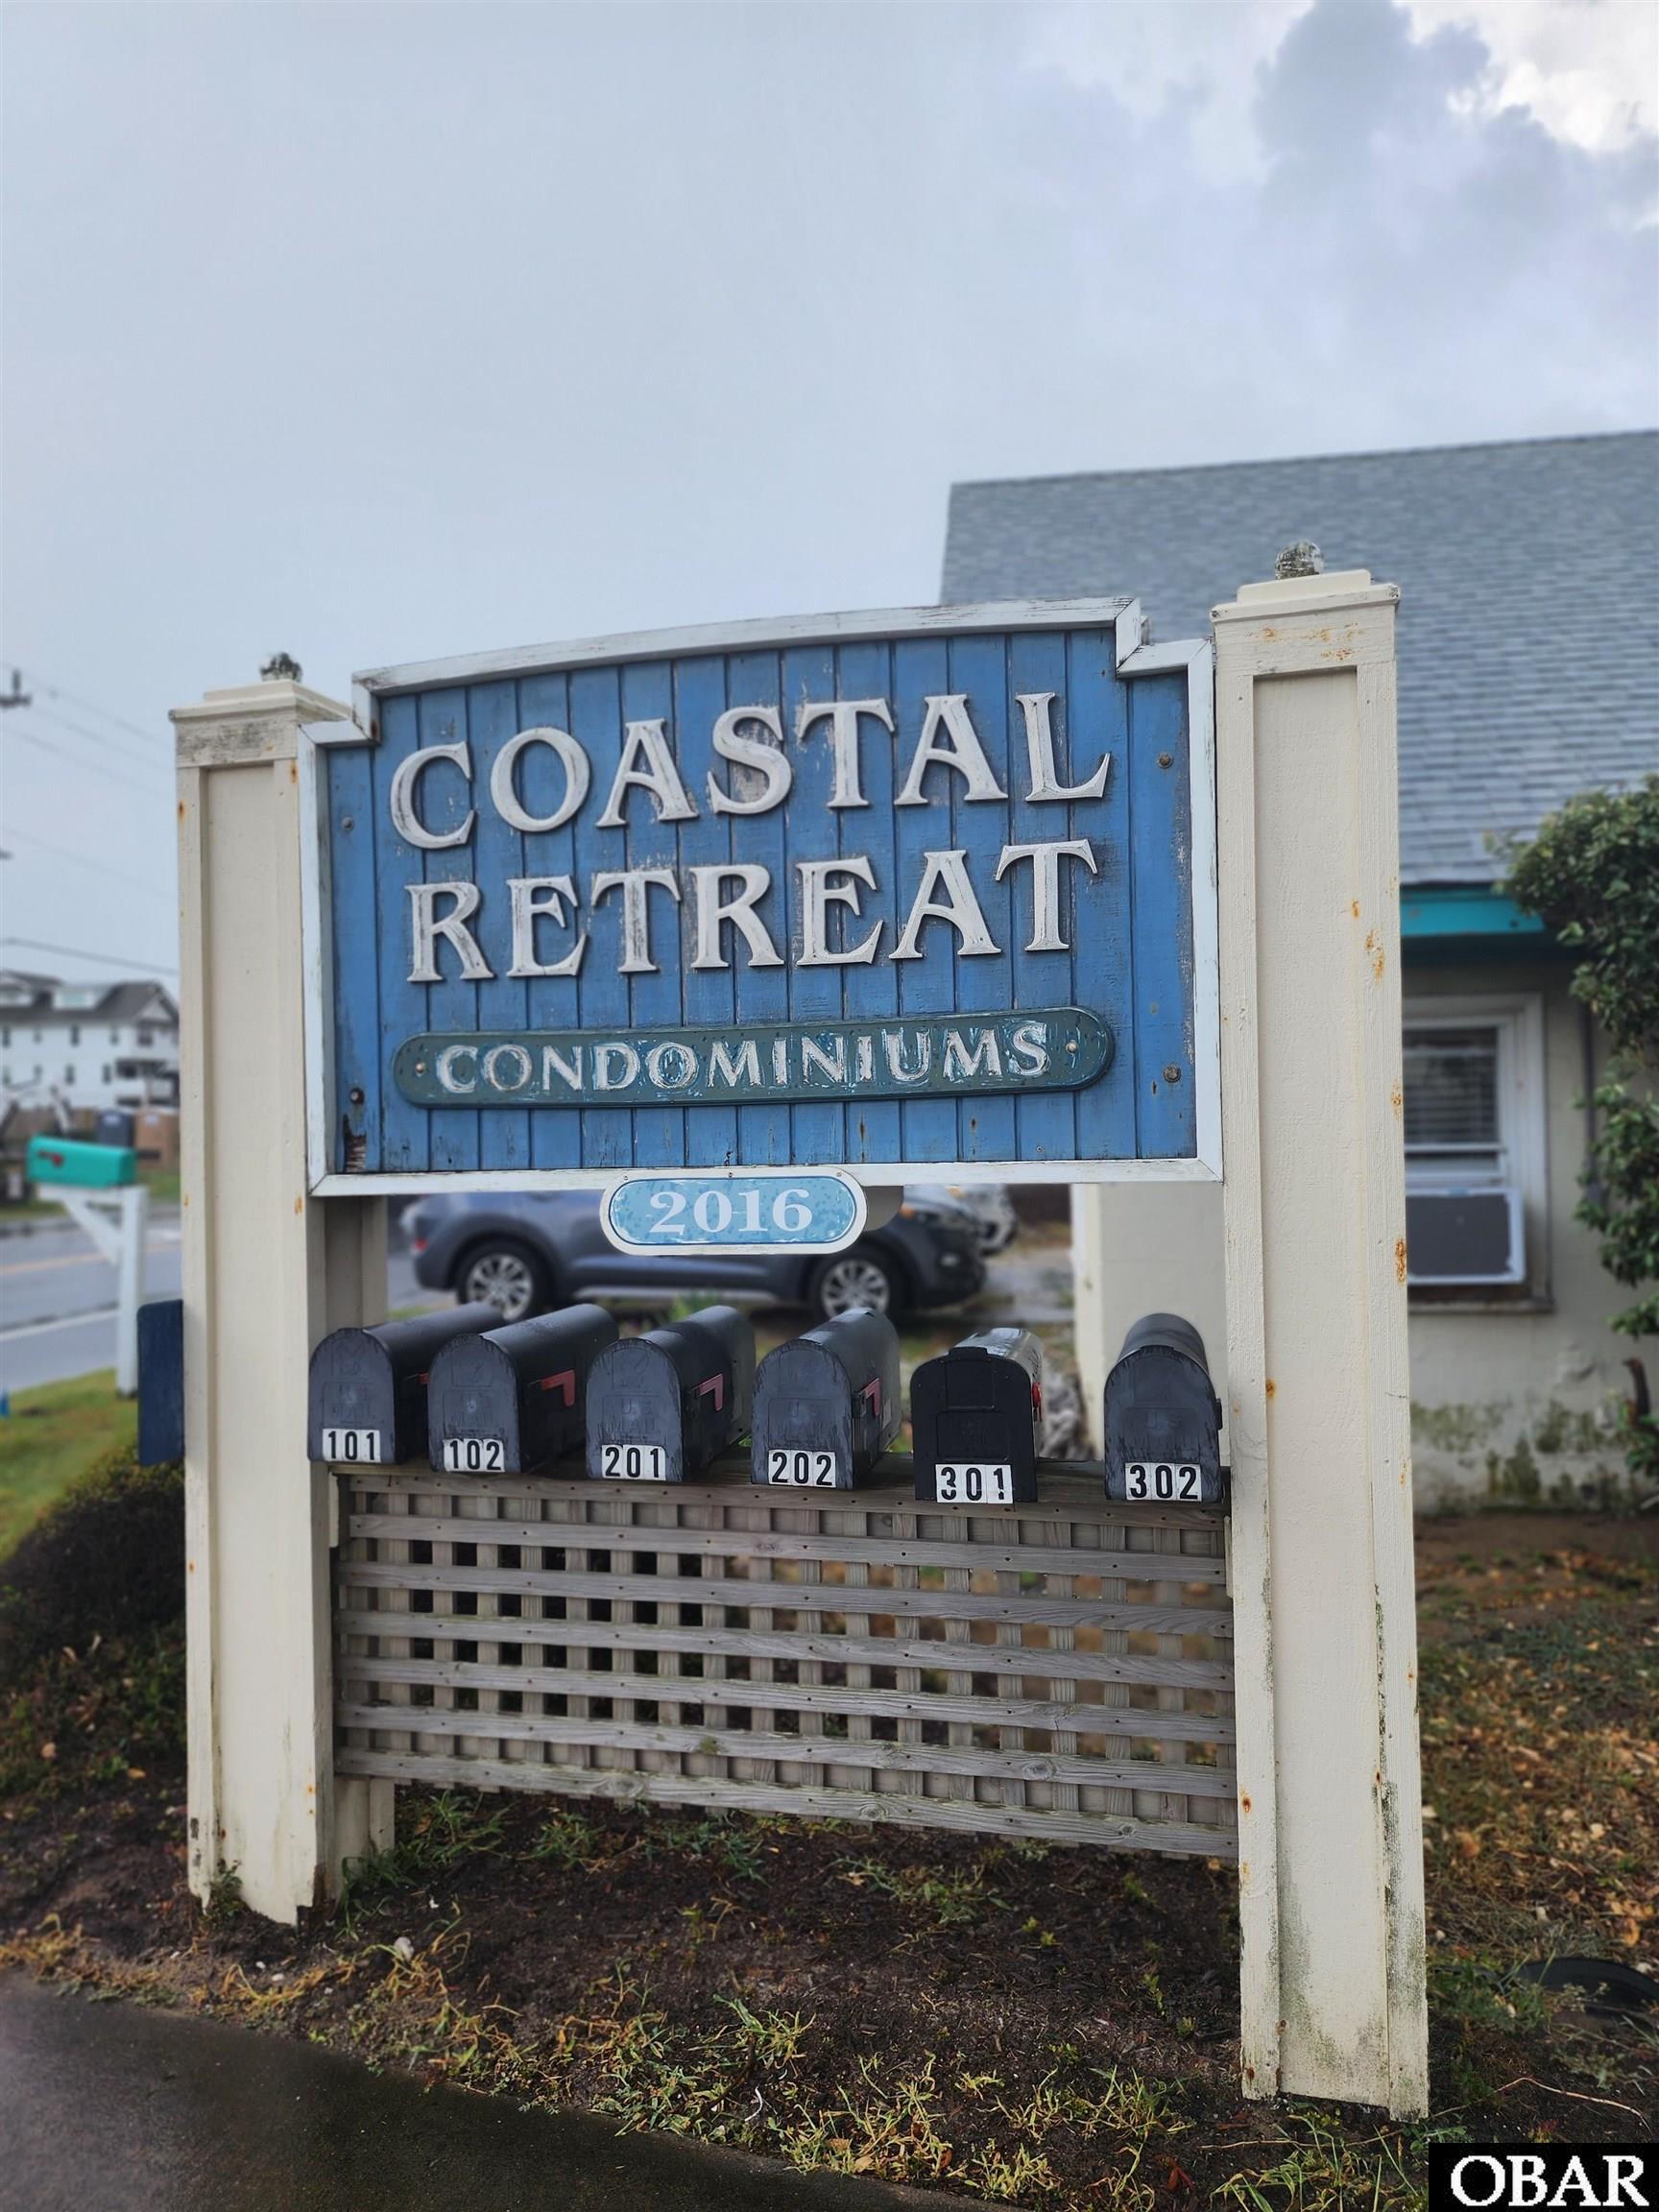 COASTAL
RETREAT
CONDOMINIUMS
2016
101 102 201 202 301 302
OBAR